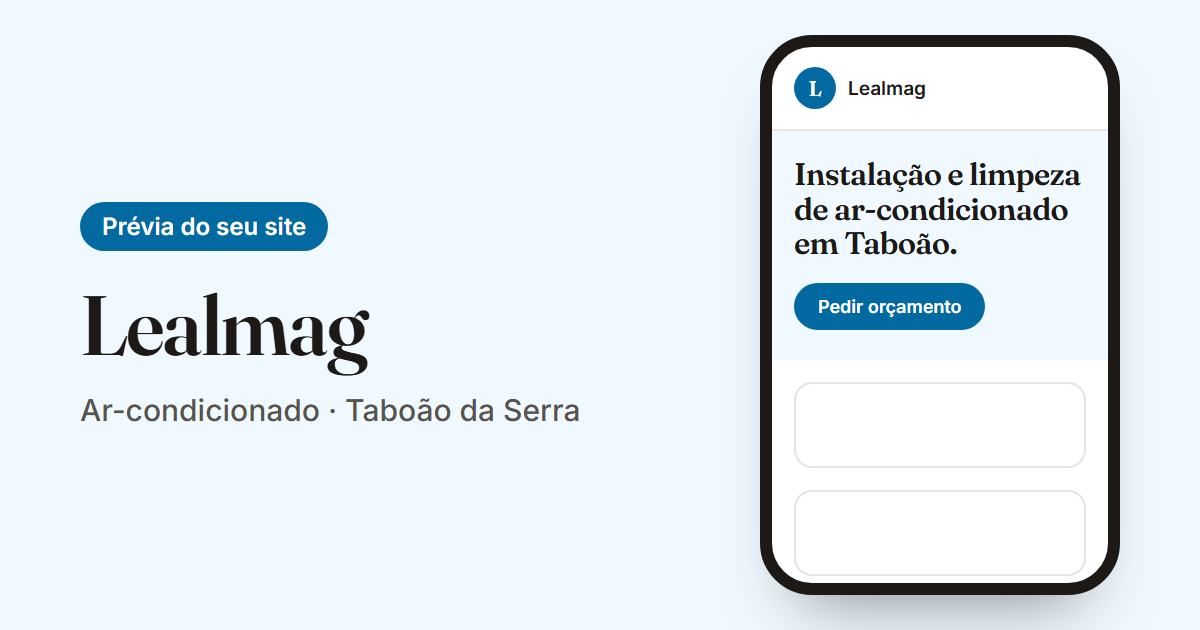 Prévia do seu site
Lealmag
Ar-condicionado · Taboão da Serra
L
Lealmag
Instalação e limpeza
de ar-condicionado
em Taboão.
Pedir orçamento